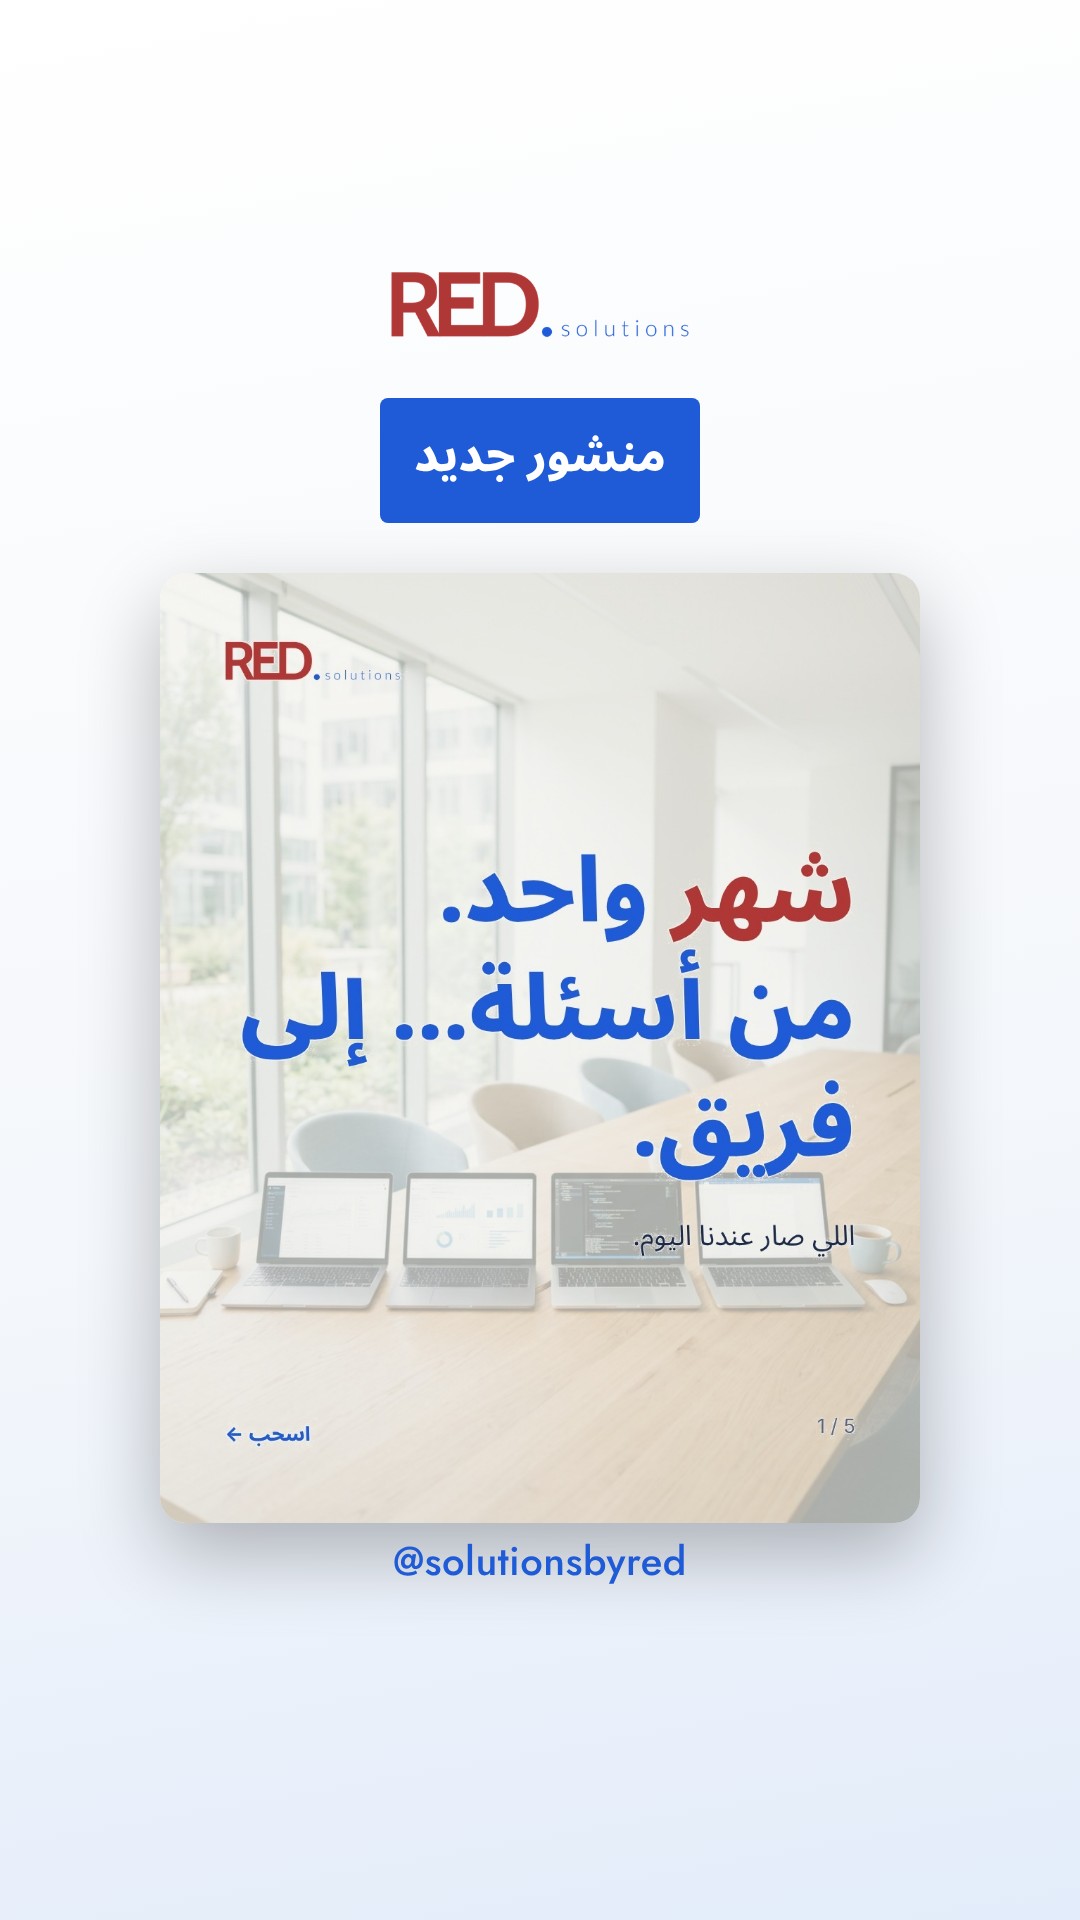 RED.solutions
منشور جديد
RED.solutions
شهر واحد.
من أسئلة... إلى
فريق.
اللي صار عندنا اليوم.
اسحب ←
1 / 5
@solutionsbyred